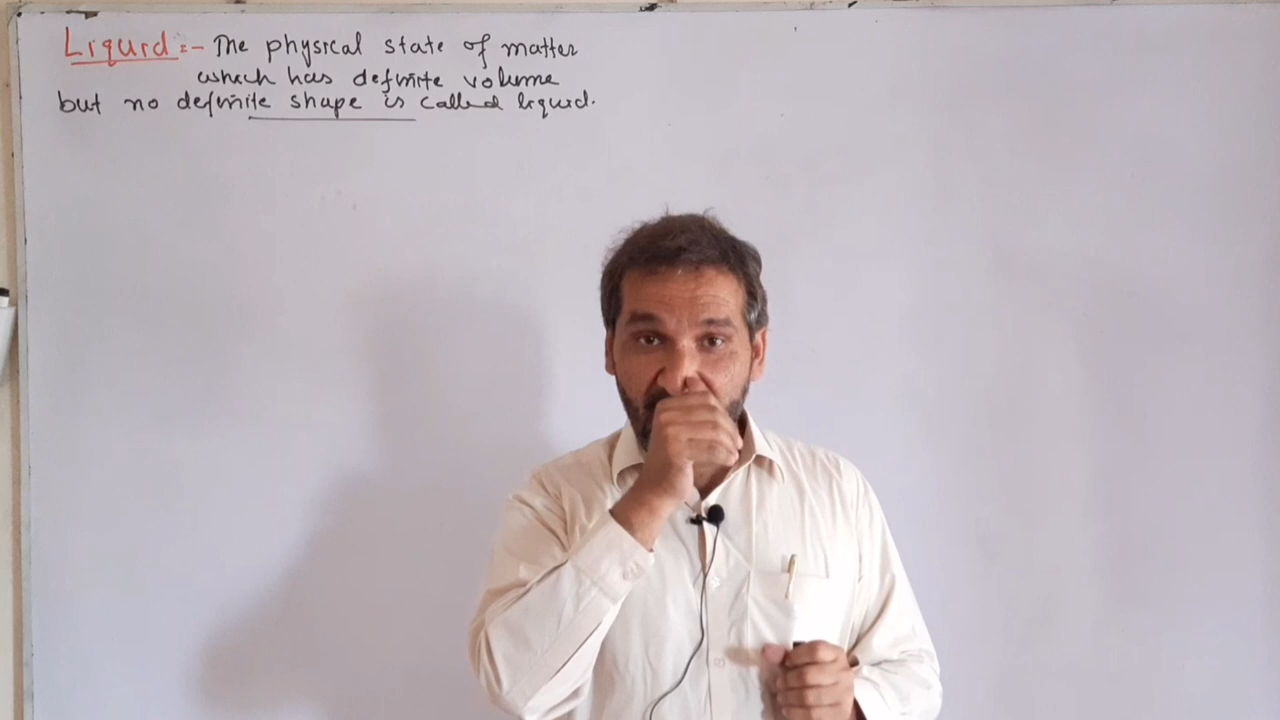 Liquid :- The physical state of matter
which has definite volume
but no definite shape is called liquid.